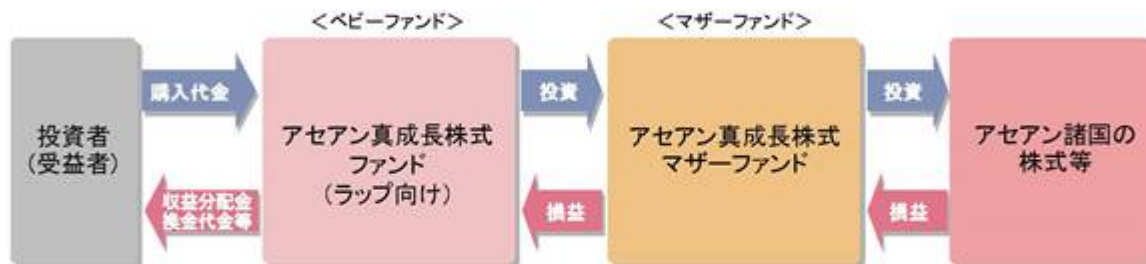 ＜ベビーファンド＞
＜マザーファンド＞
投資者
（受益者）
購入代金
収益分配金
換金代金等
アセアン真成長株式
ファンド
（ラップ向け）
投資
損益
アセアン真成長株式
マザーファンド
投資
損益
アセアン諸国の
株式等